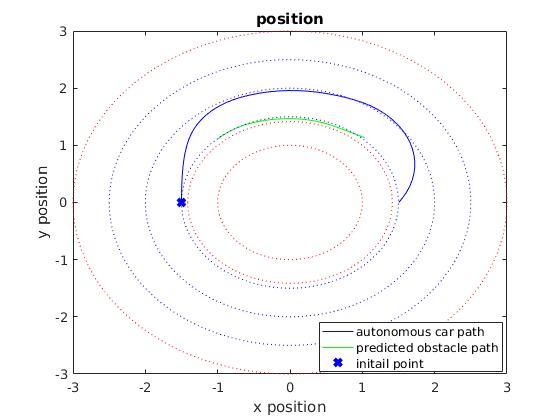 position
3
2
1
0
-1
-2
-3
y position
-3
-2
-1
0
1
2
3
x position
autonomous car path
predicted obstacle path
initail point